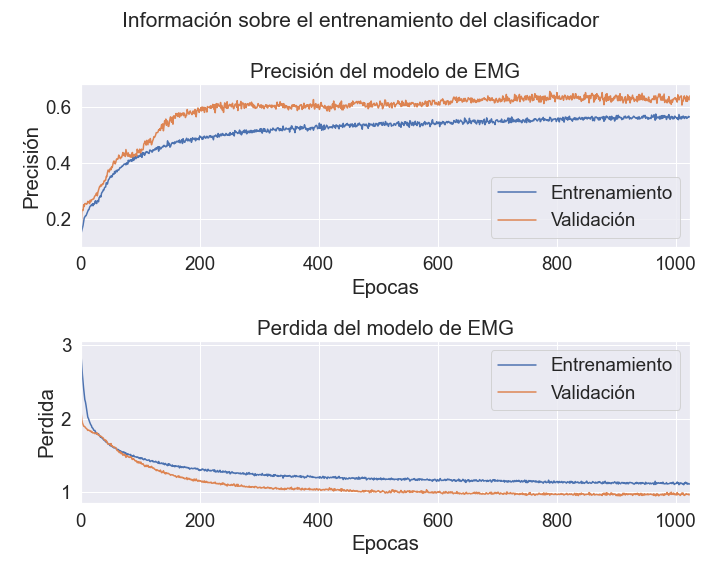 Información sobre el entrenamiento del clasificador
Precisión del modelo de EMG
Precisión
0.6
0.4
0.2
Entrenamiento
Validación
0 200 400 600 800 1000
Epocas
Perdida del modelo de EMG
Perdida
3
2
1
Entrenamiento
Validación
0 200 400 600 800 1000
Epocas